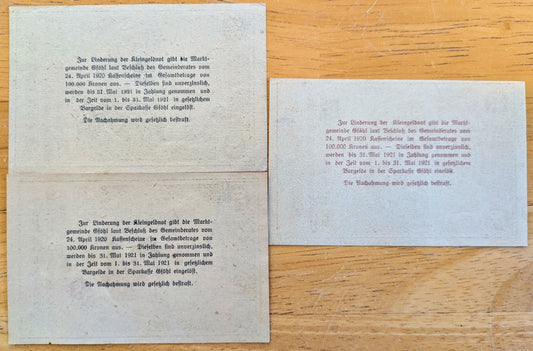 Zur Linderung der Kleingeldnot gibt die Markt-
gemeinde Gföhl laut Beschluß des Gemeinderates vom
24. April 1920 Kassenscheine im Gesamtbetrage von
100.000 Kronen aus. — Dieselben sind unverzinslich,
werden bis 31. Mai 1921 in Zahlung genommen und
in der Zeit vom 1. bis 31. Mai 1921 in gesetzlichem
Bargelde in der Sparkasse Gföhl eingelöst.
Die Nachahmung wird gesetzlich bestraft.
Zur Linderung der Kleingeldnot gibt die Markt-
gemeinde Gföhl laut Beschluß des Gemeinderates vom
24. April 1920 Kassenscheine im Gesamtbetrage von
100.000 Kronen aus. — Dieselben sind unverzinslich,
werden bis 31. Mai 1921 in Zahlung genommen und
in der Zeit vom 1. bis 31. Mai 1921 in gesetzlichem
Bargelde in der Sparkasse Gföhl eingelöst.
Die Nachahmung wird gesetzlich bestraft.
Zur Linderung der Kleingeldnot gibt die Markt-
gemeinde Gföhl laut Beschluß des Gemeinderates vom
24. April 1920 Kassenscheine im Gesamtbetrage von
100.000 Kronen aus. — Dieselben sind unverzinslich,
werden bis 31. Mai 1921 in Zahlung genommen und
in der Zeit vom 1. bis 31. Mai 1921 in gesetzlichem
Bargelde in der Sparkasse Gföhl eingelöst.
Die Nachahmung wird gesetzlich bestraft.